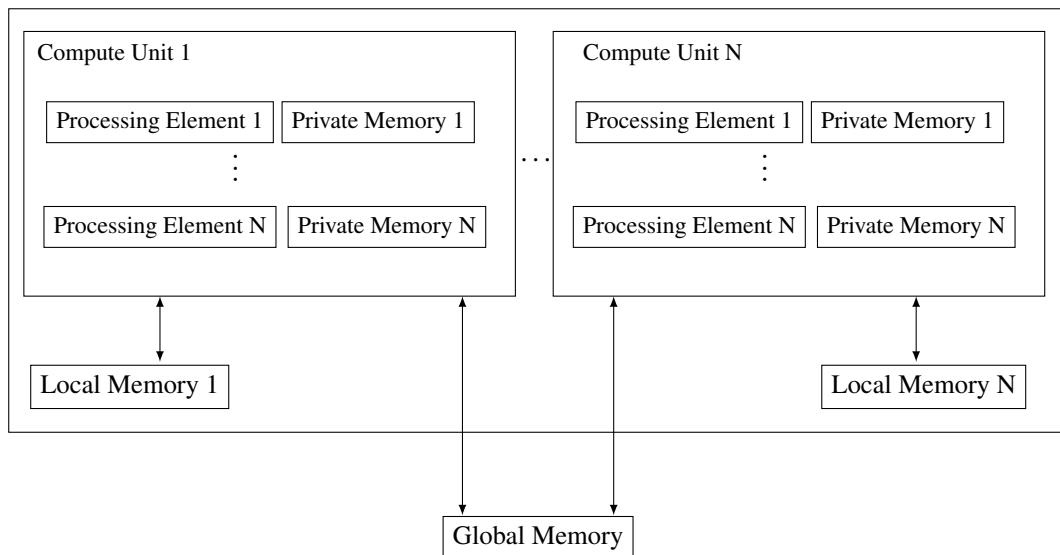 Compute Unit 1
Processing Element 1 Private Memory 1
Processing Element N Private Memory N
Compute Unit N
Processing Element 1 Private Memory 1
Processing Element N Private Memory N
Local Memory 1
Local Memory N
Global Memory